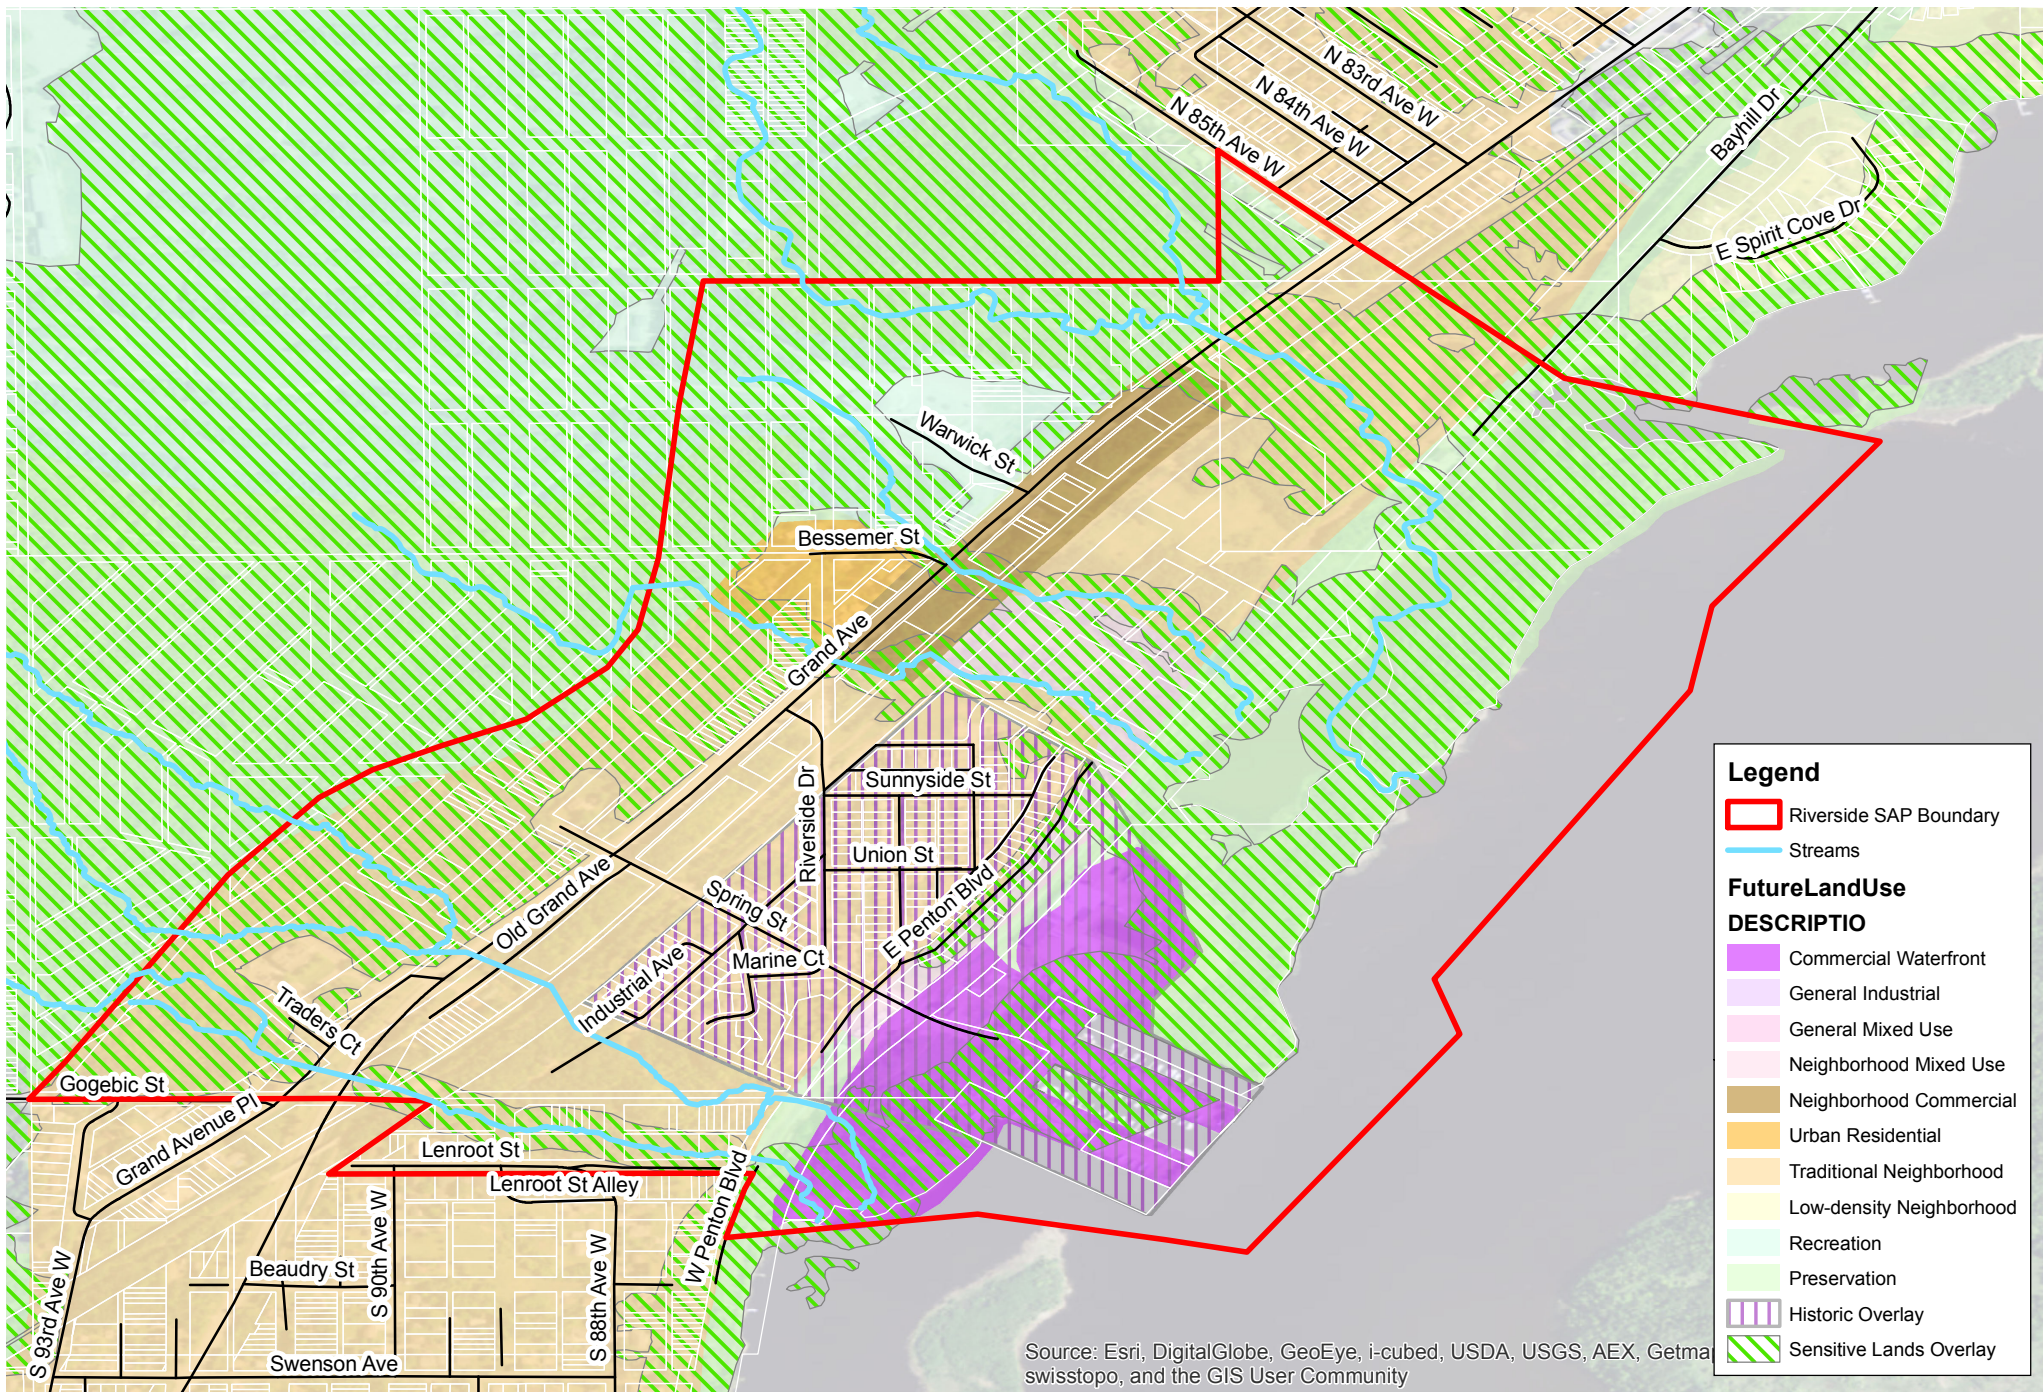 N 83rd Ave W
N 84th Ave W
N 85th Ave W
Bayhill Dr
E Spirit Cove Dr
Warwick St
Bessemer St
Grand Ave
Sunnyside St
Riverside Dr
Union St
Old Grand Ave
Spring St
E Penton Blvd
Industrial Ave
Marine Ct
Traders Ct
Gogebic St
Grand Avenue Pl
Lenroot St
Lenroot St Alley
W Penton Blvd
S 90th Ave W
S 88th Ave W
Beaudry St
S 93rd Ave W
Swenson Ave
Legend
Riverside SAP Boundary
Streams
FutureLandUse
DESCRIPTIO
Commercial Waterfront
General Industrial
General Mixed Use
Neighborhood Mixed Use
Neighborhood Commercial
Urban Residential
Traditional Neighborhood
Low-density Neighborhood
Recreation
Preservation
Historic Overlay
Sensitive Lands Overlay
Source: Esri, DigitalGlobe, GeoEye, i-cubed, USDA, USGS, AEX, Getmap
swisstopo, and the GIS User Community